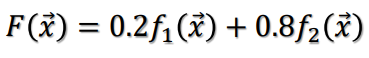 F(x⃗) = 0.2f₁(x⃗) + 0.8f₂(x⃗)